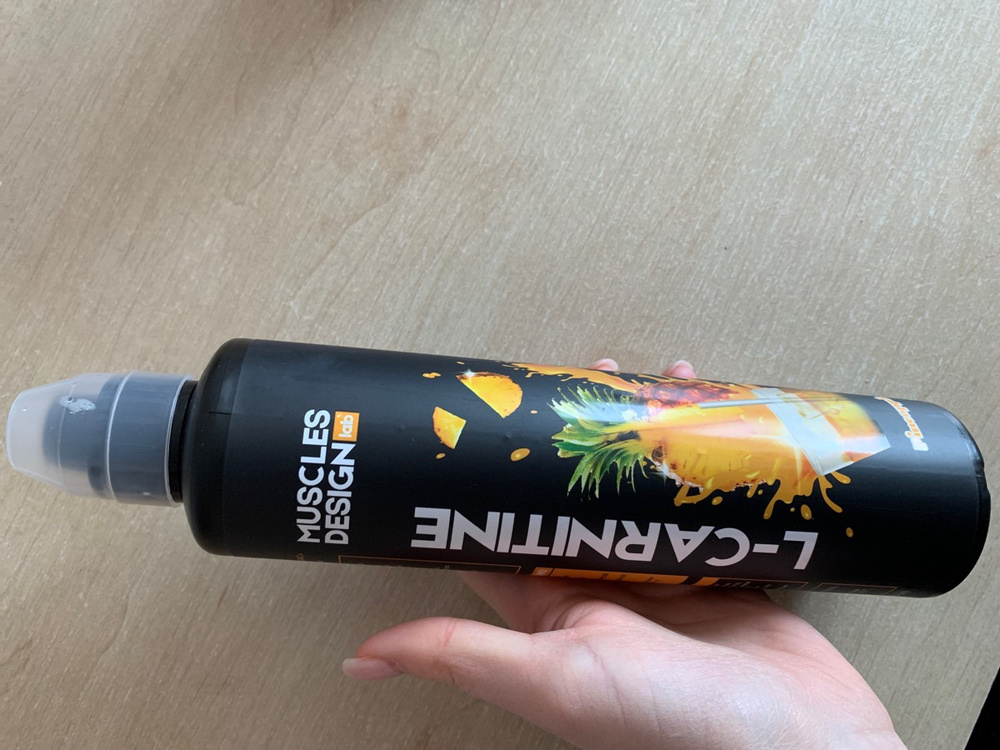 MUSCLES
DESIGN lab
L-CARNITINE